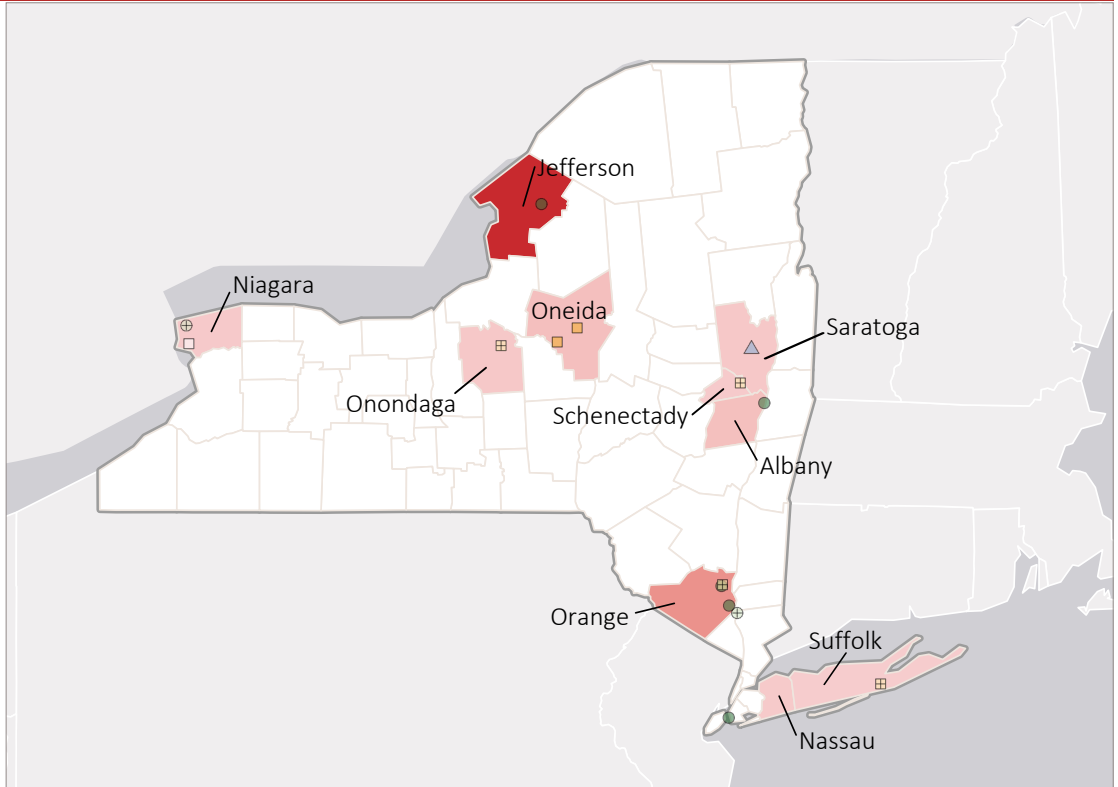 Jefferson
Niagara
Oneida
Saratoga
Onondaga
Schenectady
Albany
Orange
Suffolk
Nassau